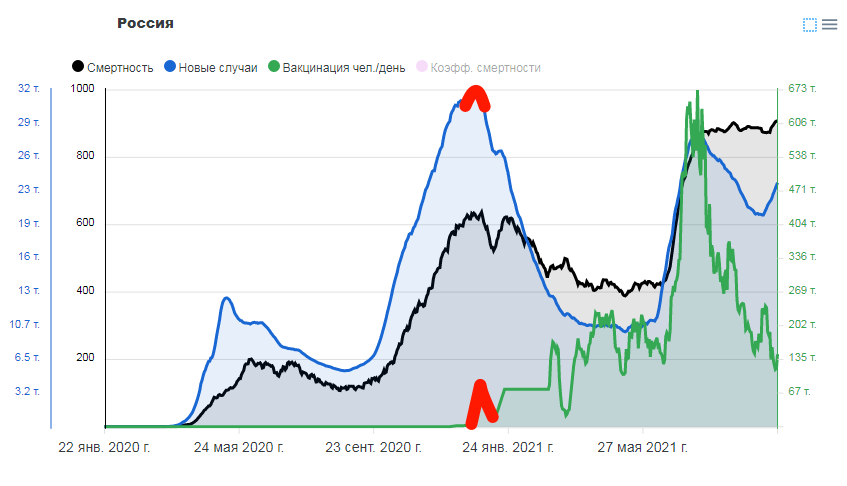 Россия
Смертность Новые случаи Вакцинация чел./день Коэфф. смертности
32 т. 1000 673 т.
29 т. 606 т.
26 т. 800 538 т.
23 т. 471 т.
19 т. 600 404 т.
16 т. 336 т.
13 т. 400 269 т.
10.7 т. 202 т.
6.5 т. 200 135 т.
3.2 т. 67 т.
22 янв. 2020 г. 24 мая 2020 г. 23 сент. 2020 г. 24 янв. 2021 г. 27 мая 2021 г.